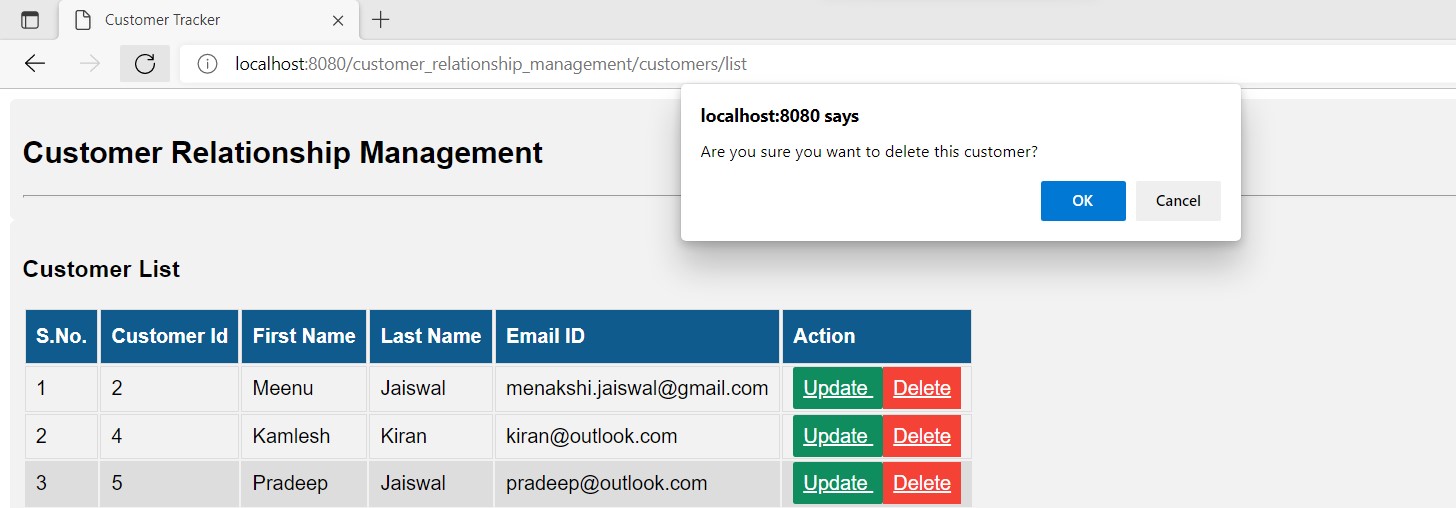 Customer Tracker
localhost:8080/customer_relationship_management/customers/list
localhost:8080 says
Are you sure you want to delete this customer?
OK Cancel
Customer Relationship Management
Customer List
S.No. Customer Id First Name Last Name Email ID Action
1 2 Meenu Jaiswal menakshi.jaiswal@gmail.com Update Delete
2 4 Kamlesh Kiran kiran@outlook.com Update Delete
3 5 Pradeep Jaiswal pradeep@outlook.com Update Delete